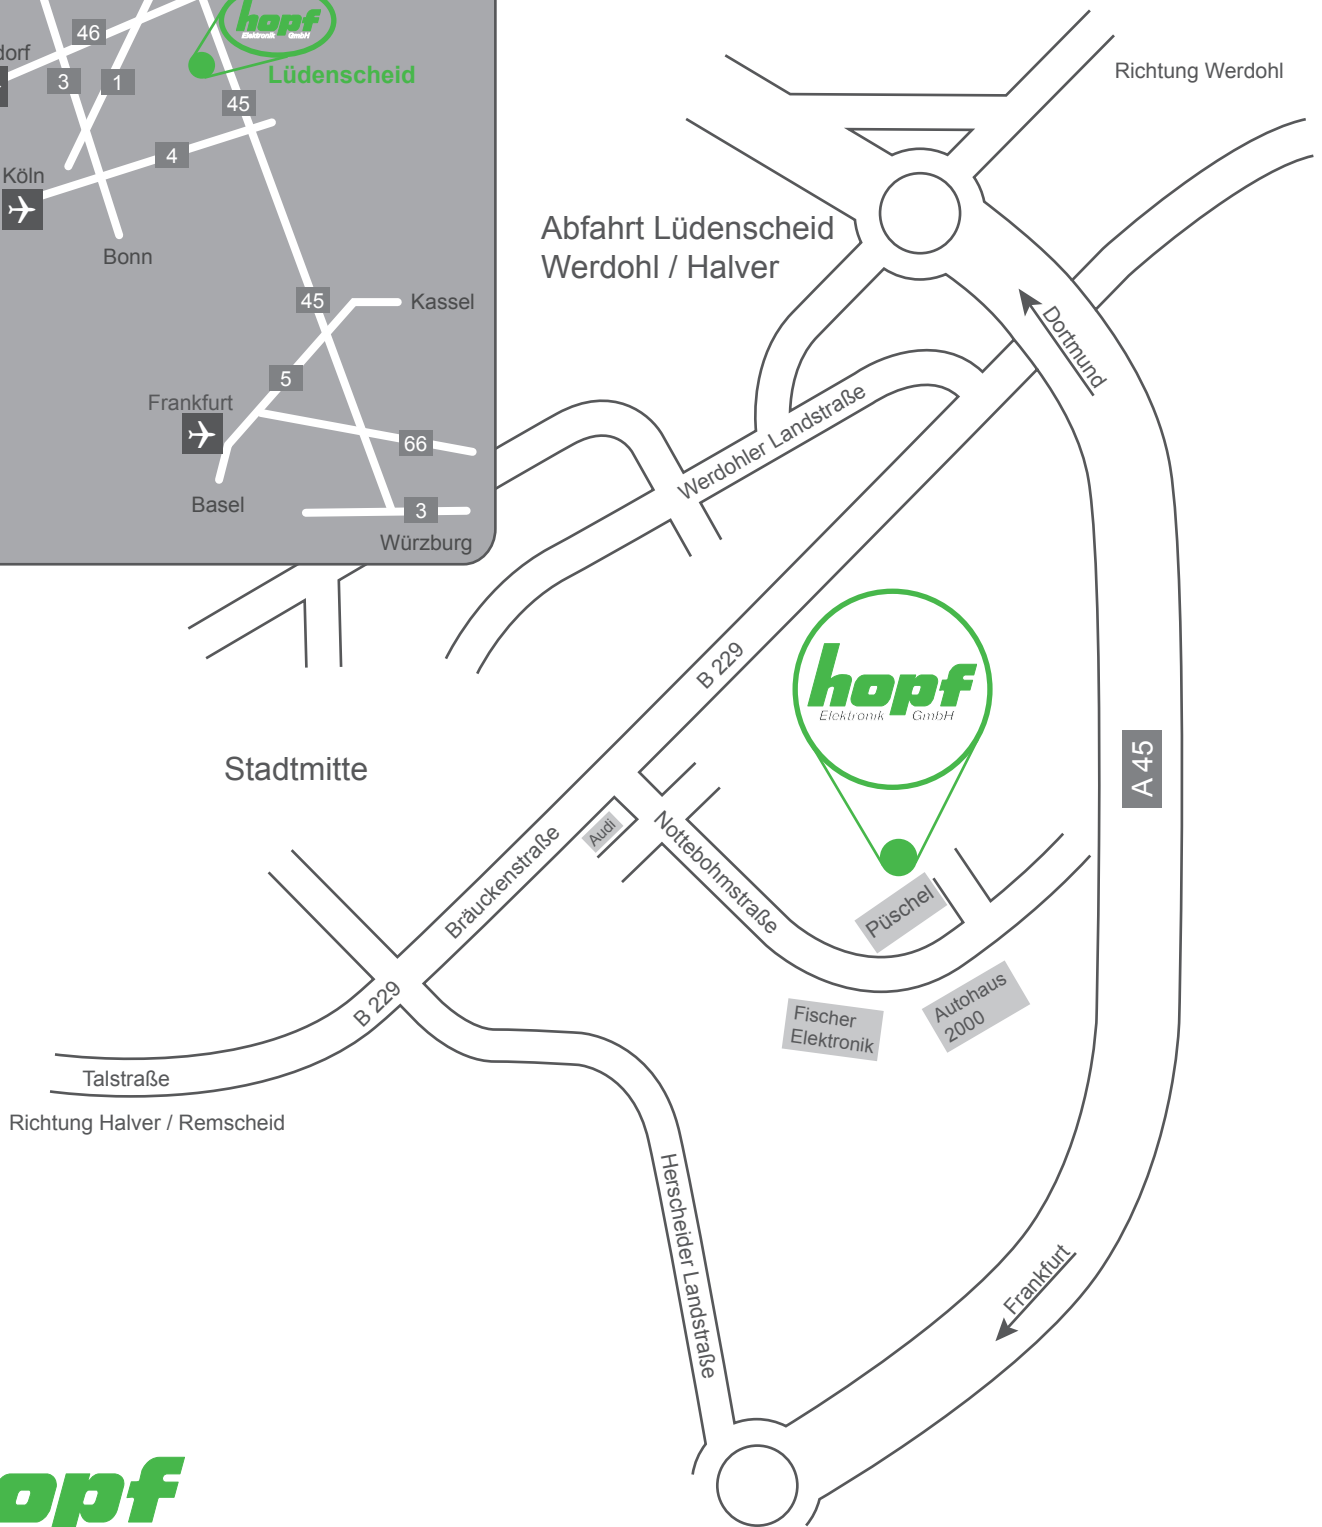 hopf
Elektronik GmbH
Lüdenscheid
46
dorf
3
1
45
4
Köln
Bonn
45
Kassel
5
Frankfurt
66
Basel
3
Würzburg
Richtung Werdohl
Abfahrt Lüdenscheid
Werdohl / Halver
Dortmund
Werdohler Landstraße
B 229
hopf
Elektronik GmbH
Stadtmitte
A 45
Audi
Nottebohmstraße
Bräuckenstraße
Püschel
B 229
Fischer
Elektronik
Autohaus
2000
Talstraße
Richtung Halver / Remscheid
Herscheider Landstraße
Frankfurt
opf